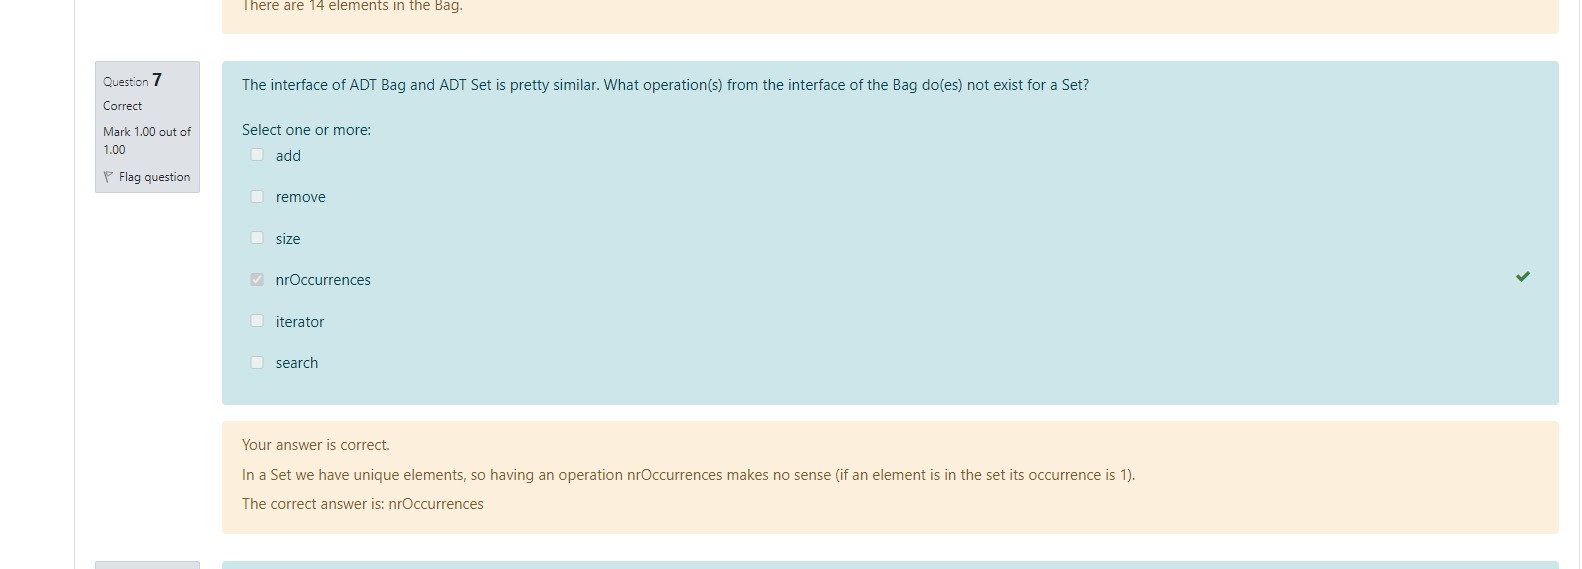 There are 14 elements in the Bag.
Question 7
Correct
Mark 1.00 out of
1.00
Flag question
The interface of ADT Bag and ADT Set is pretty similar. What operation(s) from the interface of the Bag do(es) not exist for a Set?
Select one or more:
add
remove
size
nrOccurrences
iterator
search
Your answer is correct.
In a Set we have unique elements, so having an operation nrOccurrences makes no sense (if an element is in the set its occurrence is 1).
The correct answer is: nrOccurrences